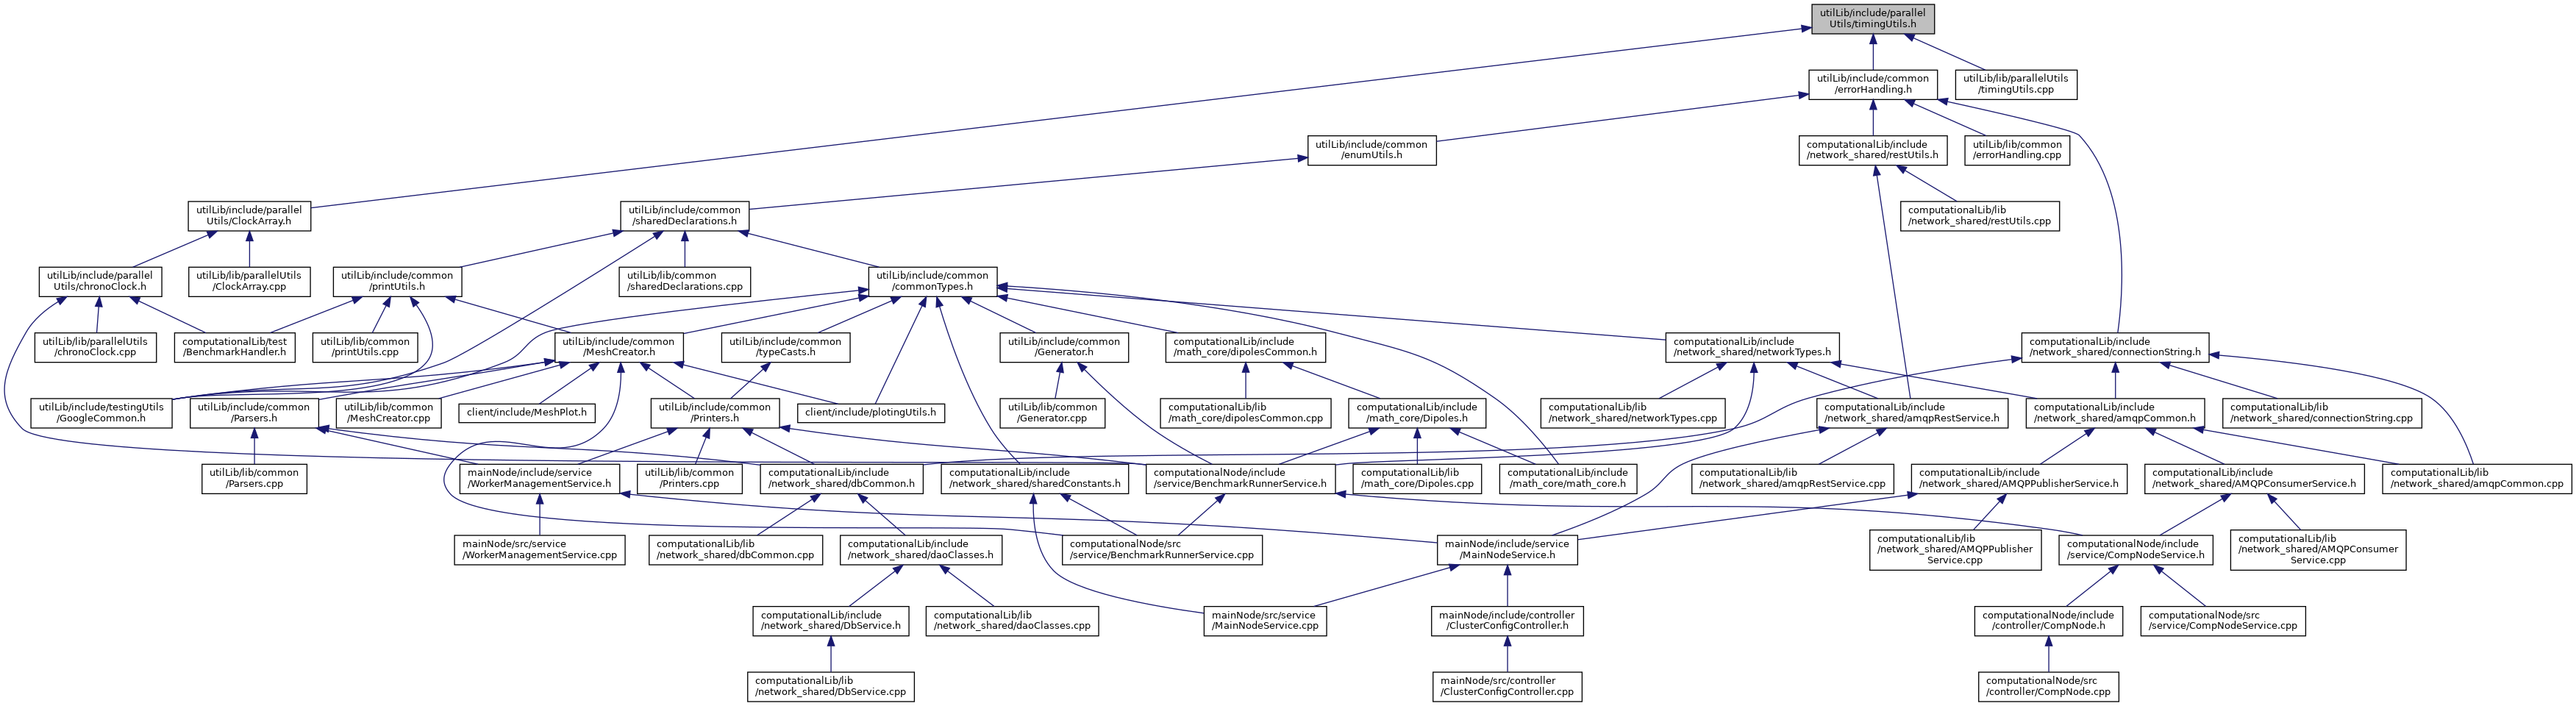 utilLib/include/parallel
Utils/timingUtils.h
utilLib/include/common
/errorHandling.h
utilLib/lib/parallelUtils
/timingUtils.cpp
utilLib/include/common
/enumUtils.h
computationalLib/include
/network_shared/restUtils.h
utilLib/lib/common
/errorHandling.cpp
utilLib/include/parallel
Utils/ClockArray.h
utilLib/include/common
/sharedDeclarations.h
computationalLib/lib
/network_shared/restUtils.cpp
utilLib/include/parallel
Utils/chronoClock.h
utilLib/lib/parallelUtils
/ClockArray.cpp
utilLib/include/common
/printUtils.h
utilLib/lib/common
/sharedDeclarations.cpp
utilLib/include/common
/commonTypes.h
utilLib/lib/parallelUtils
/chronoClock.cpp
computationalLib/test
/BenchmarkHandler.h
utilLib/lib/common
/printUtils.cpp
utilLib/include/common
/MeshCreator.h
utilLib/include/common
/typeCasts.h
utilLib/include/common
/Generator.h
computationalLib/include
/math_core/dipolesCommon.h
computationalLib/include
/network_shared/networkTypes.h
computationalLib/include
/network_shared/connectionString.h
utilLib/include/testingUtils
/GoogleCommon.h
utilLib/include/common
/Parsers.h
utilLib/lib/common
/MeshCreator.cpp
client/include/MeshPlot.h
utilLib/include/common
/Printers.h
client/include/plotingUtils.h
utilLib/lib/common
/Generator.cpp
computationalLib/lib
/math_core/dipolesCommon.cpp
computationalLib/include
/math_core/Dipoles.h
computationalLib/lib
/network_shared/networkTypes.cpp
computationalLib/include
/network_shared/amqpRestService.h
computationalLib/include
/network_shared/amqpCommon.h
computationalLib/lib
/network_shared/connectionString.cpp
utilLib/lib/common
/Parsers.cpp
mainNode/include/service
/WorkerManagementService.h
utilLib/lib/common
/Printers.cpp
computationalLib/include
/network_shared/dbCommon.h
computationalLib/include
/network_shared/sharedConstants.h
computationalNode/include
/service/BenchmarkRunnerService.h
computationalLib/lib
/math_core/Dipoles.cpp
computationalLib/include
/math_core/math_core.h
computationalLib/lib
/network_shared/amqpRestService.cpp
computationalLib/include
/network_shared/AMQPPublisherService.h
computationalLib/include
/network_shared/AMQPConsumerService.h
computationalLib/lib
/network_shared/amqpCommon.cpp
mainNode/src/service
/WorkerManagementService.cpp
computationalLib/lib
/network_shared/dbCommon.cpp
computationalLib/include
/network_shared/daoClasses.h
computationalNode/src
/service/BenchmarkRunnerService.cpp
mainNode/include/service
/MainNodeService.h
computationalLib/lib
/network_shared/AMQPPublisher
Service.cpp
computationalNode/include
/service/CompNodeService.h
computationalLib/lib
/network_shared/AMQPConsumer
Service.cpp
computationalLib/include
/network_shared/DbService.h
computationalLib/lib
/network_shared/daoClasses.cpp
mainNode/src/service
/MainNodeService.cpp
mainNode/include/controller
/ClusterConfigController.h
computationalNode/include
/controller/CompNode.h
computationalNode/src
/service/CompNodeService.cpp
computationalLib/lib
/network_shared/DbService.cpp
mainNode/src/controller
/ClusterConfigController.cpp
computationalNode/src
/controller/CompNode.cpp